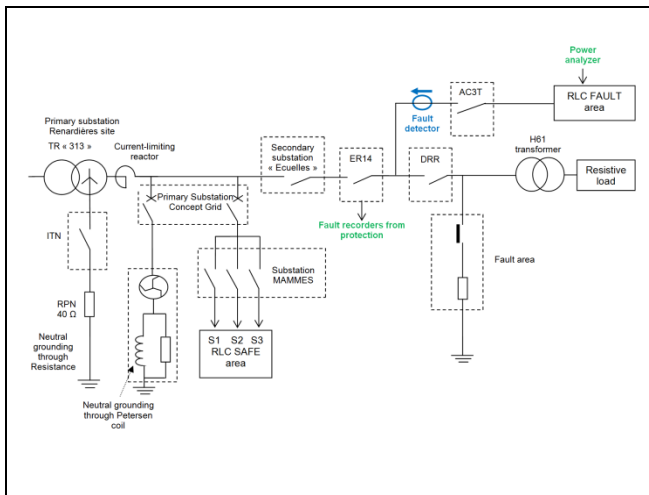 Power
analyzer
AC3T
RLC FAULT
area
Fault
detector
Primary substation
Renardières site
TR « 313 »
Current-limiting
reactor
Secondary
substation
« Ecuelles »
ER14
DRR
H61
transformer
Resistive
load
Primary Substation
Concept Grid
Fault recorders from
protection
ITN
Substation
MAMMES
Fault area
RPN
40 Ω
Neutral
grounding
through
Resistance
S1 S2 S3
RLC SAFE
area
Neutral grounding
through Petersen
coil